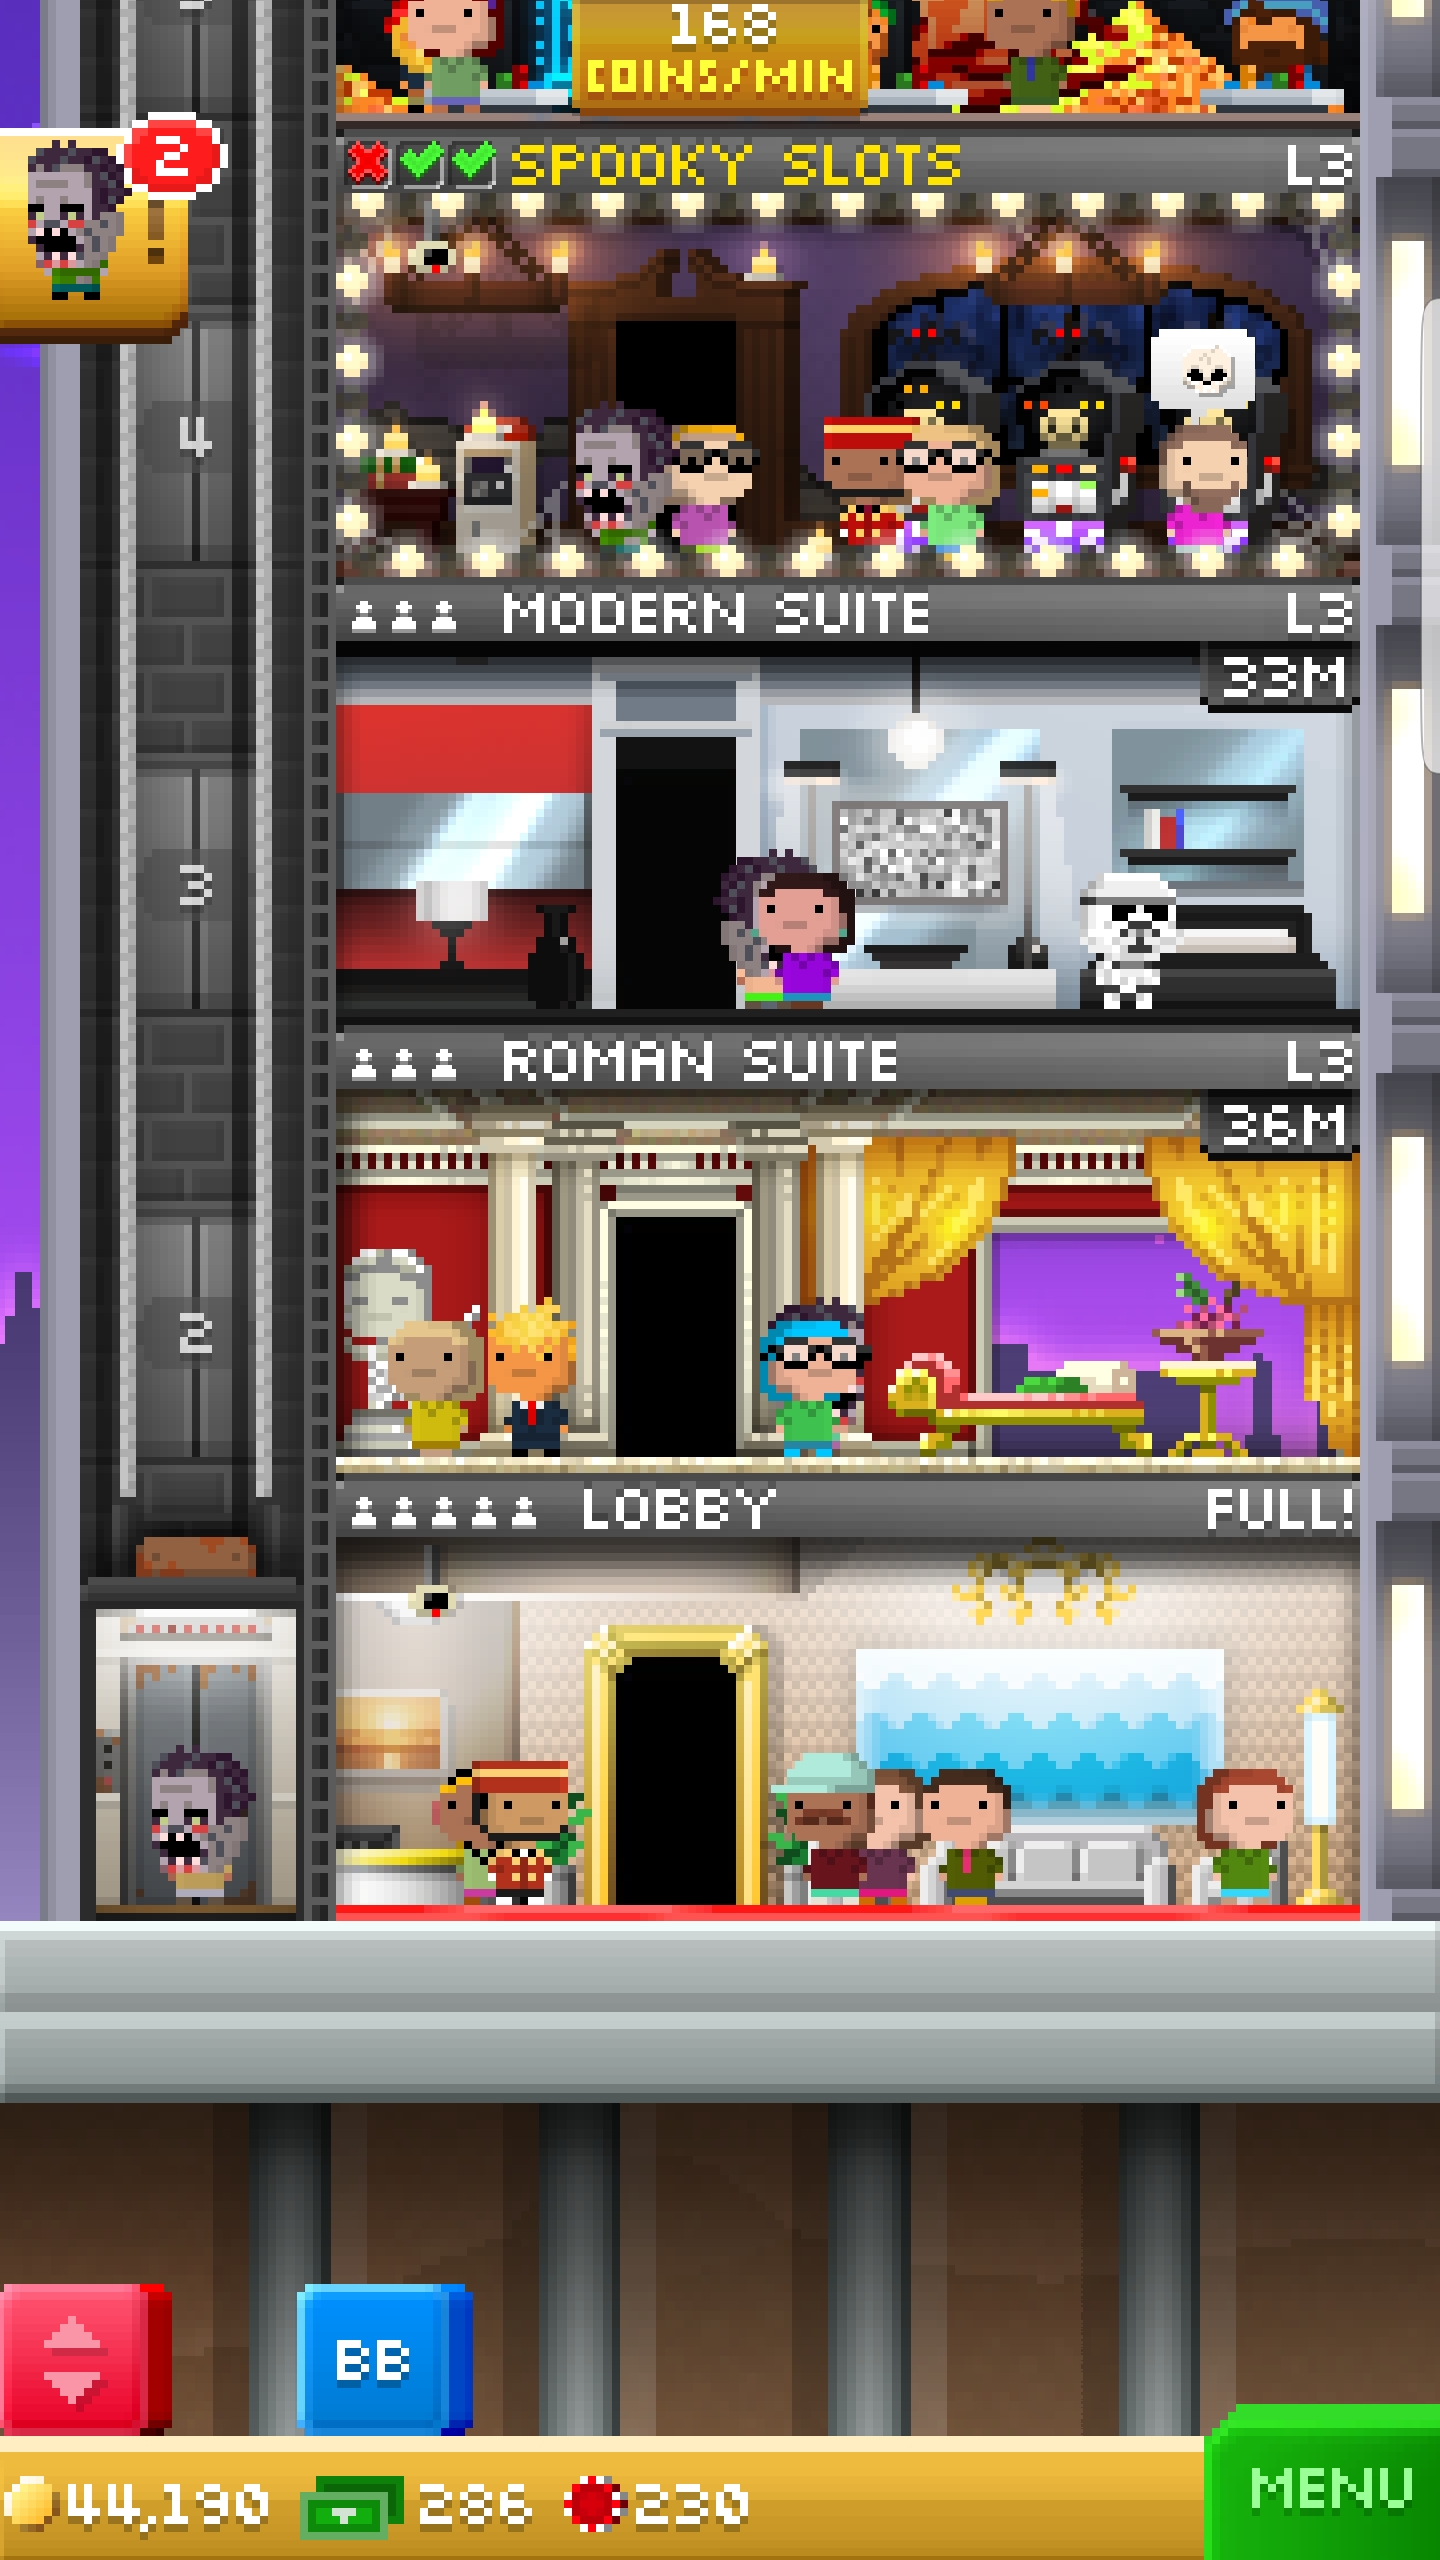 168
COINS/MIN
2
!
SPOOKY SLOTS L3
4
MODERN SUITE L3
33M
3
ROMAN SUITE L3
36M
2
LOBBY FULL!
BB
44,190 286 230
MENU